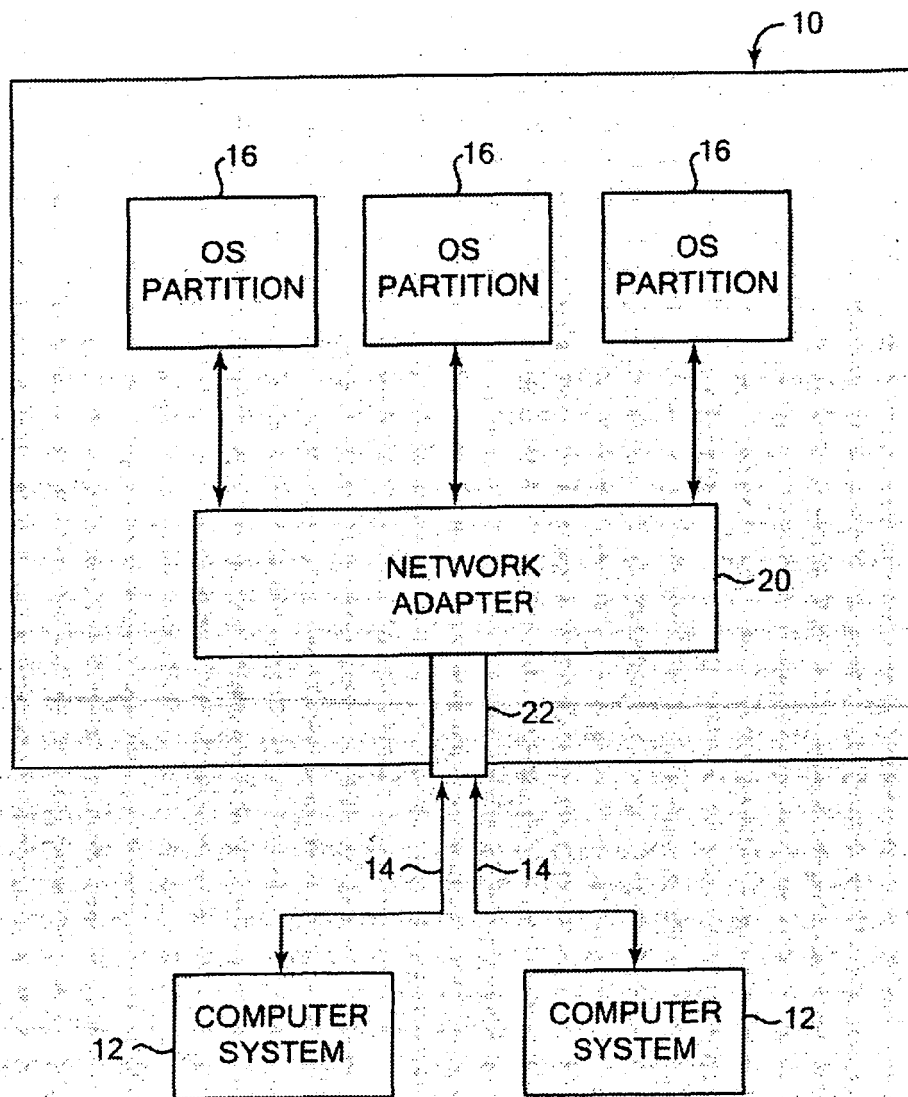 10
16
16
16
OS
PARTITION
OS
PARTITION
OS
PARTITION
NETWORK
ADAPTER
20
22
14
14
COMPUTER
SYSTEM
12
COMPUTER
SYSTEM
12